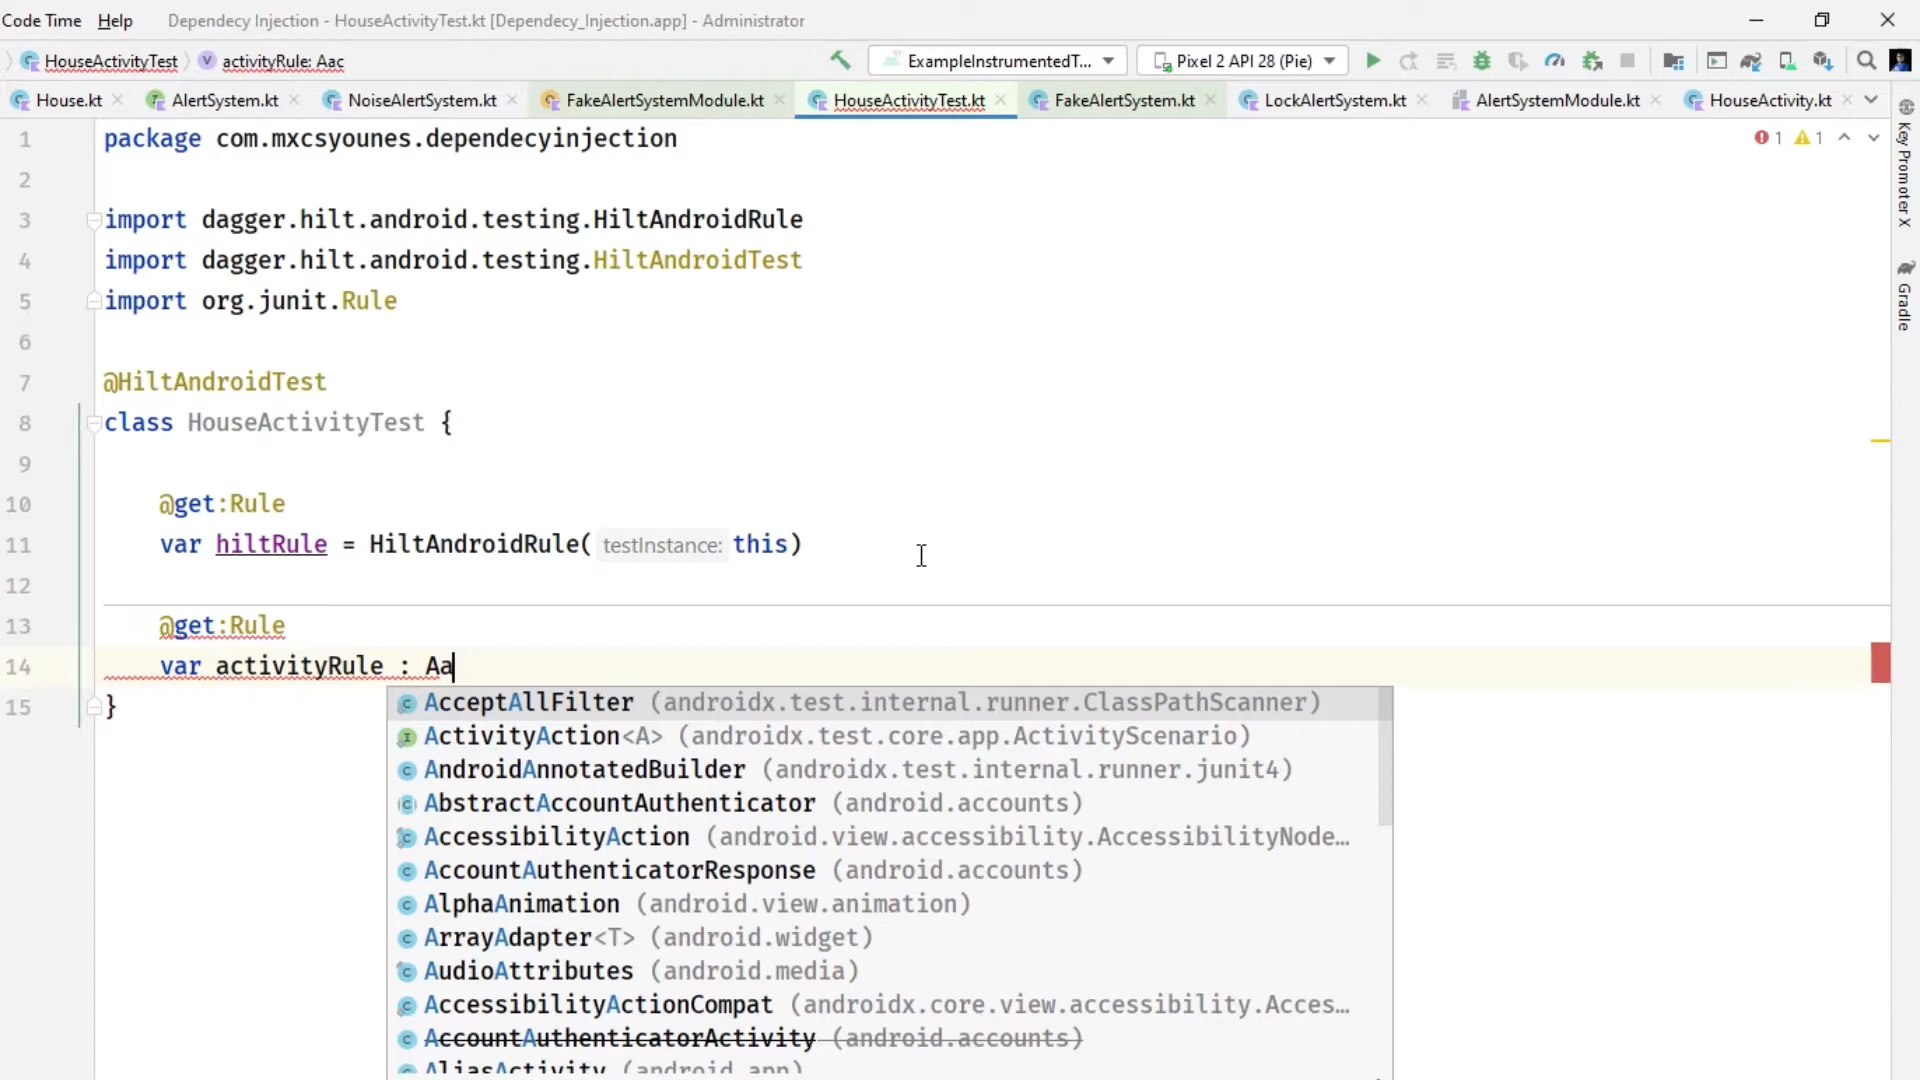 Code Time Help Dependecy Injection - HouseActivityTest.kt [Dependecy_Injection.app] - Administrator
HouseActivityTest activityRule: Aac ExampleInstrumentedT... Pixel 2 API 28 (Pie)
House.kt AlertSystem.kt NoiseAlertSystem.kt FakeAlertSystemModule.kt HouseActivityTest.kt FakeAlertSystem.kt LockAlertSystem.kt AlertSystemModule.kt HouseActivity.kt
1 package com.mxcsyounes.dependecyinjection
1 1
2
3 import dagger.hilt.android.testing.HiltAndroidRule
4 import dagger.hilt.android.testing.HiltAndroidTest
5 import org.junit.Rule
6
7 @HiltAndroidTest
8 class HouseActivityTest {
9
10 @get:Rule
11 var hiltRule = HiltAndroidRule( testInstance: this)
12
13 @get:Rule
14 var activityRule : Aa
15 }
AcceptAllFilter (androidx.test.internal.runner.ClassPathScanner)
ActivityAction<A> (androidx.test.core.app.ActivityScenario)
AndroidAnnotatedBuilder (androidx.test.internal.runner.junit4)
AbstractAccountAuthenticator (android.accounts)
AccessibilityAction (android.view.accessibility.AccessibilityNode…
AccountAuthenticatorResponse (android.accounts)
AlphaAnimation (android.view.animation)
ArrayAdapter<T> (android.widget)
AudioAttributes (android.media)
AccessibilityActionCompat (androidx.core.view.accessibility.Acces…
AccountAuthenticatorActivity (android.accounts)
AliasActivity (android.app)
Key Promoter X
Gradle